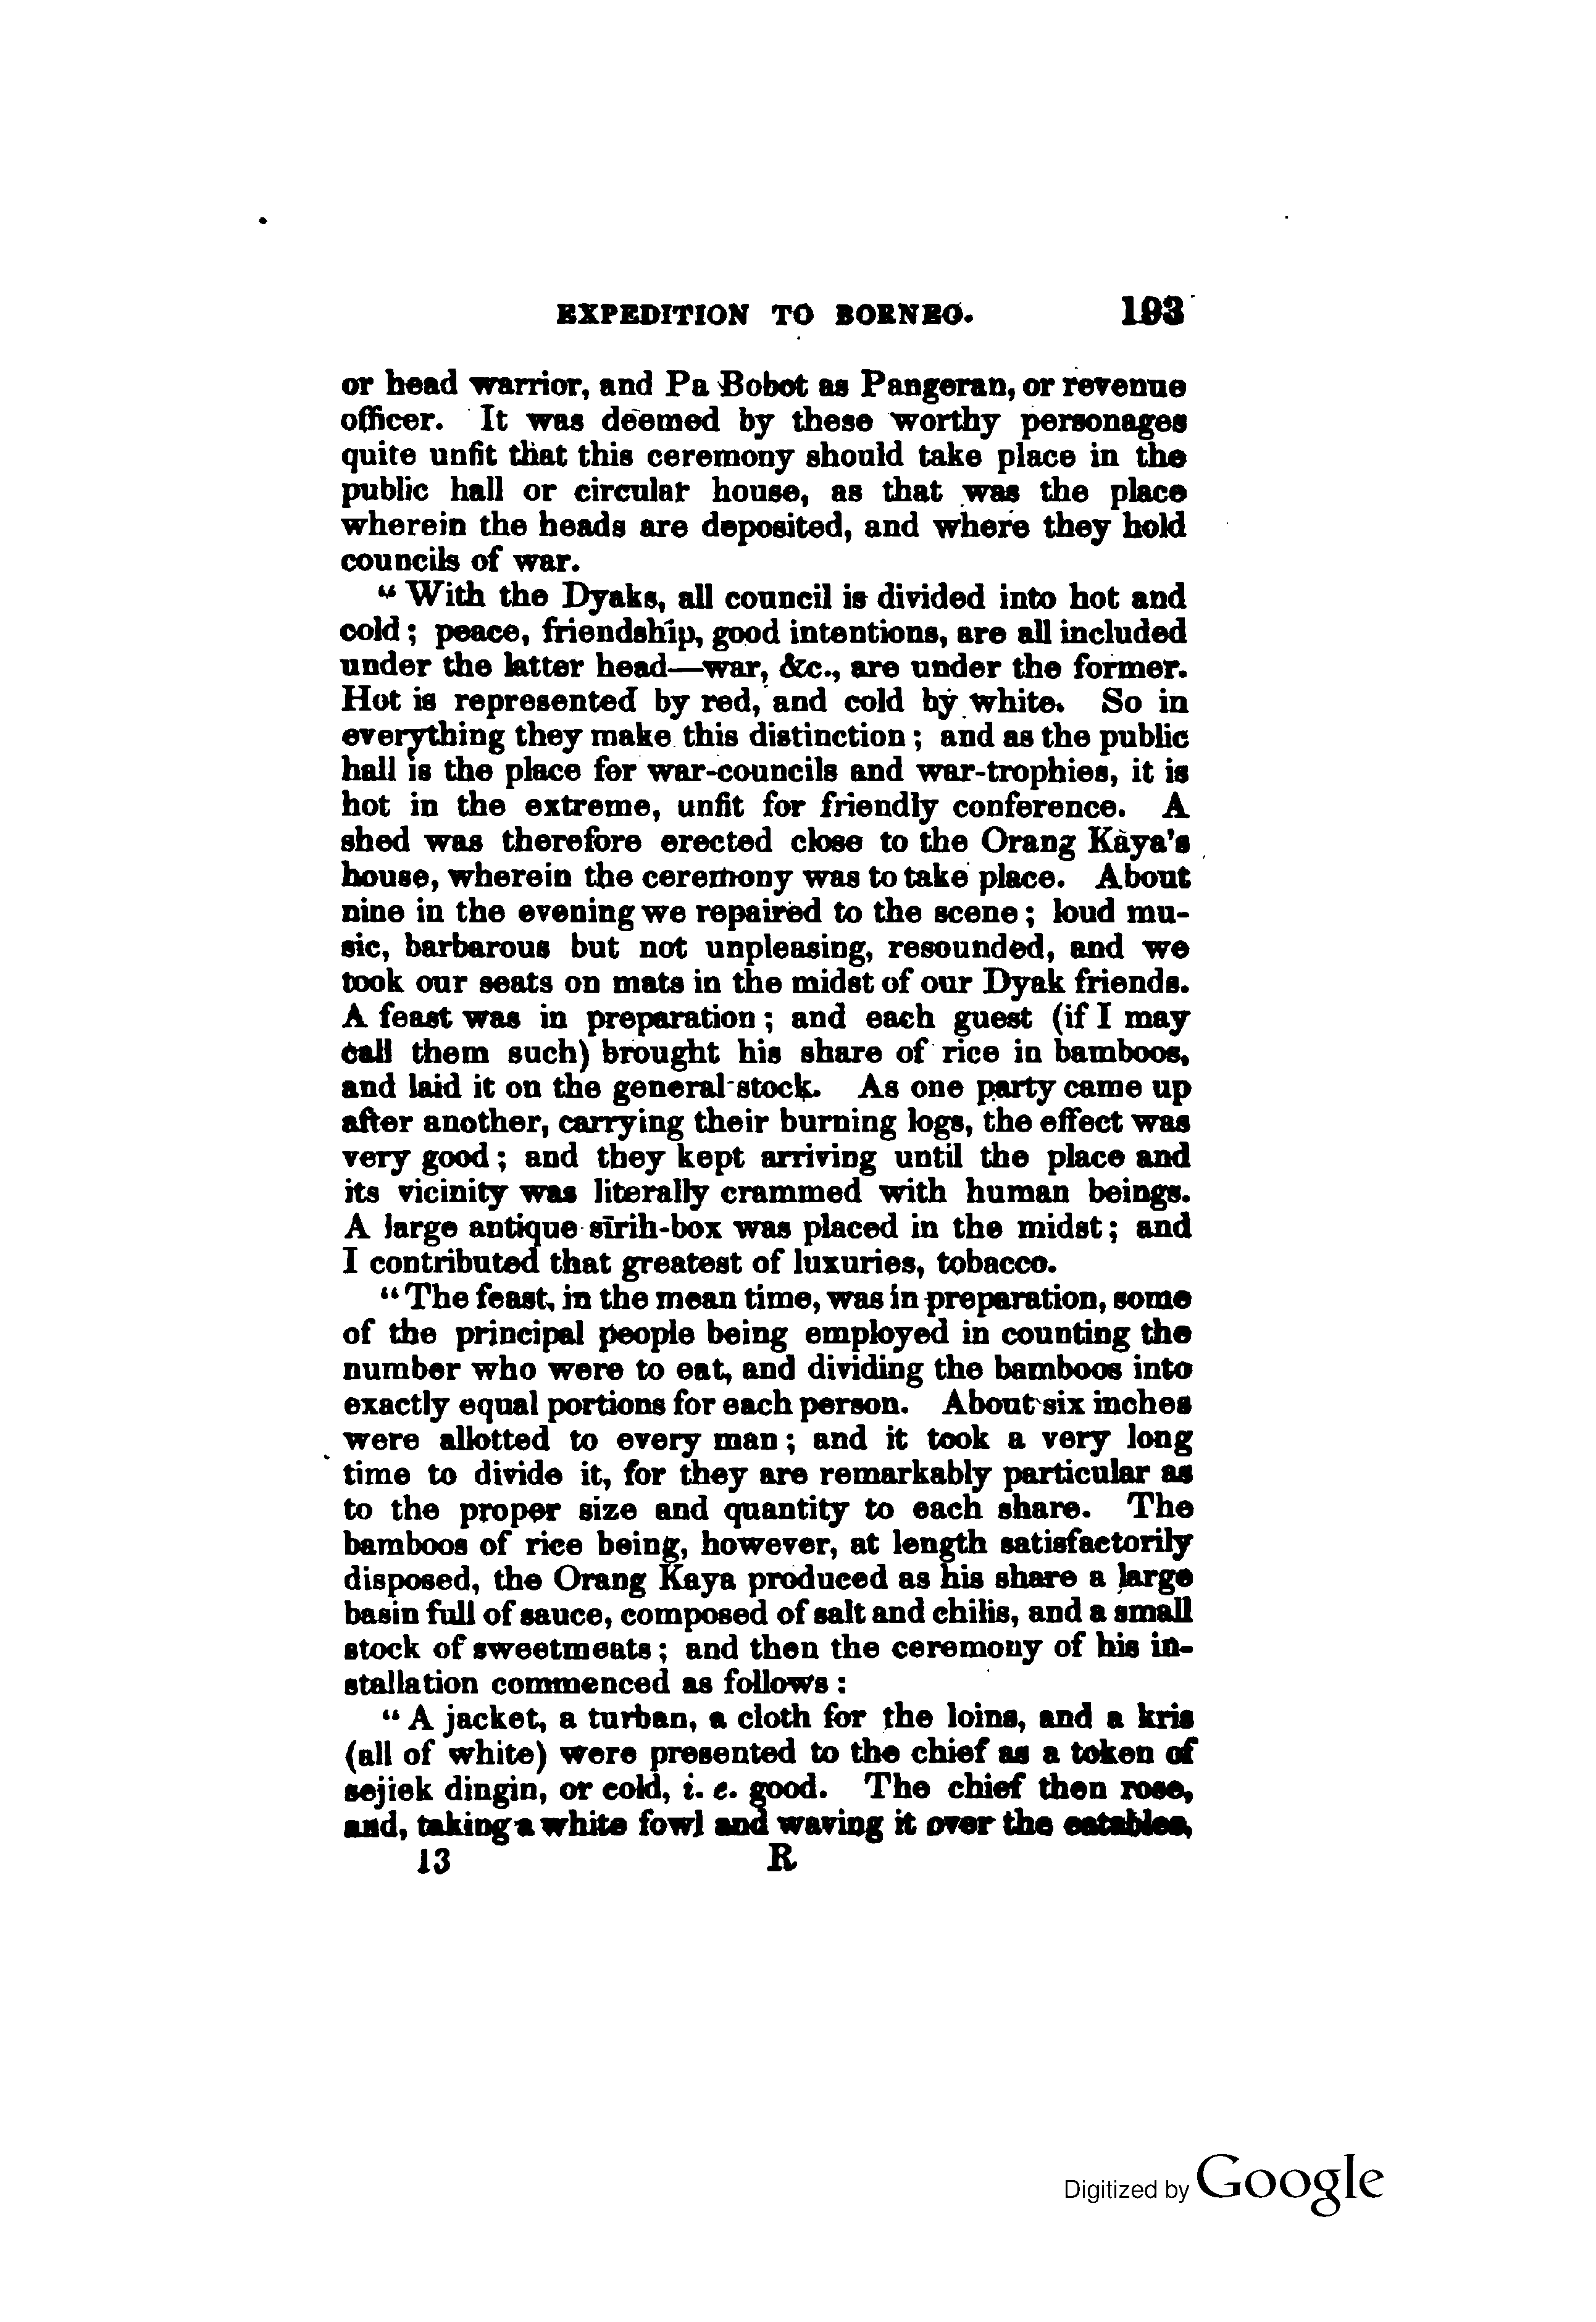 EXPEDITION TO BORNEO. 193
or head warrior, and Pa Bobot as Pangeran, or revenue
officer. It was deemed by these worthy personages
quite unfit that this ceremony should take place in the
public hall or circular house, as that was the place
wherein the heads are deposited, and where they hold
councils of war.
“With the Dyaks, all council is divided into hot and
cold; peace, friendship, good intentions, are all included
under the latter head—war, &c., are under the former.
Hot is represented by red, and cold by white. So in
everything they make this distinction; and as the public
hall is the place for war-councils and war-trophies, it is
hot in the extreme, unfit for friendly conference. A
shed was therefore erected close to the Orang Kaya's
house, wherein the ceremony was to take place. About
nine in the evening we repaired to the scene; loud mu-
sic, barbarous but not unpleasing, resounded, and we
took our seats on mats in the midst of our Dyak friends.
A feast was in preparation; and each guest (if I may
call them such) brought his share of rice in bamboos,
and laid it on the general stock. As one party came up
after another, carrying their burning logs, the effect was
very good; and they kept arriving until the place and
its vicinity was literally crammed with human beings.
A large antique sirih-box was placed in the midst; and
I contributed that greatest of luxuries, tobacco.
“The feast, in the mean time, was in preparation, some
of the principal people being employed in counting the
number who were to eat, and dividing the bamboos into
exactly equal portions for each person. About six inches
were allotted to every man; and it took a very long
time to divide it, for they are remarkably particular as
to the proper size and quantity to each share. The
bamboos of rice being, however, at length satisfactorily
disposed, the Orang Kaya produced as his share a large
basin full of sauce, composed of salt and chilis, and a small
stock of sweetmeats; and then the ceremony of his in-
stallation commenced as follows:
“A jacket, a turban, a cloth for the loins, and a kris
(all of white) were presented to the chief as a token of
sejiek dingin, or cold, i. e. good. The chief then rose,
and, taking a white fowl and waving it over the eatables,
13 R
Digitized by Google